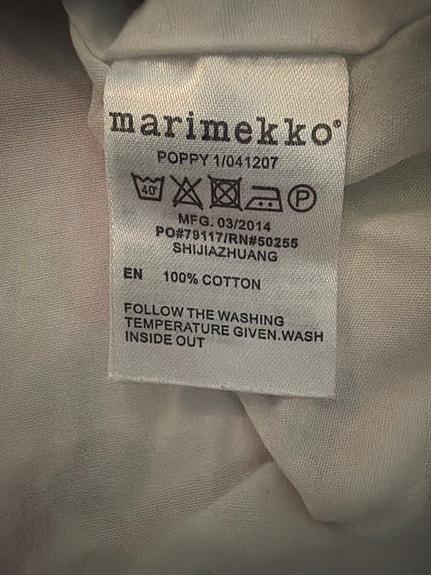 marimekko®
POPPY 1/041207
40° P
MFG. 03/2014
PO#79117/RN#50255
SHIJIAZHUANG
EN 100% COTTON
FOLLOW THE WASHING
TEMPERATURE GIVEN.WASH
INSIDE OUT